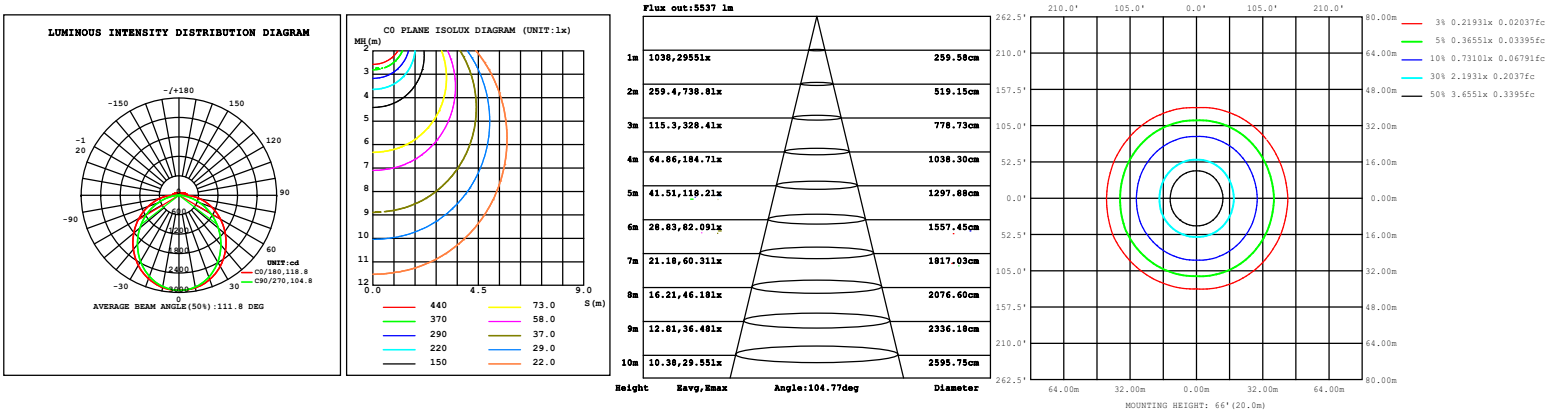 LUMINOUS INTENSITY DISTRIBUTION DIAGRAM
-/+180
-150
150
-1
20
120
-90
90
0
600
1200
1800
2400
3000
60
-30
30
0
UNIT:cd
C0/180,118.8
C90/270,104.8
AVERAGE BEAM ANGLE(50%):111.8 DEG
C0 PLANE ISOLUX DIAGRAM (UNIT:lx)
MH(m)
2
3
4
5
6
7
8
9
10
11
12
0.0
4.5
9.0
S(m)
440
73.0
370
58.0
290
37.0
220
29.0
150
22.0
Flux out:5537 lm
1m 1038,2955lx 259.58cm
2m 259.4,738.8lx 519.15cm
3m 115.3,328.4lx 778.73cm
4m 64.86,184.7lx 1038.30cm
5m 41.51,118.2lx 1297.88cm
6m 28.83,82.09lx 1557.45cm
7m 21.18,60.31lx 1817.03cm
8m 16.21,46.18lx 2076.60cm
9m 12.81,36.48lx 2336.18cm
10m 10.38,29.55lx 2595.75cm
Height Eavg,Emax Angle:104.77deg Diameter
210.0' 105.0' 0.0' 105.0' 210.0'
262.5' 80.00m
210.0' 64.00m
157.5' 48.00m
105.0' 32.00m
52.5' 16.00m
0.0' 0.00m
52.5' 16.00m
105.0' 32.00m
157.5' 48.00m
210.0' 64.00m
262.5' 80.00m
64.00m 32.00m 0.00m 32.00m 64.00m
MOUNTING HEIGHT: 66'(20.0m)
3% 0.2193lx 0.02037fc
5% 0.3655lx 0.03395fc
10% 0.7310lx 0.06791fc
30% 2.193lx 0.2037fc
50% 3.655lx 0.3395fc